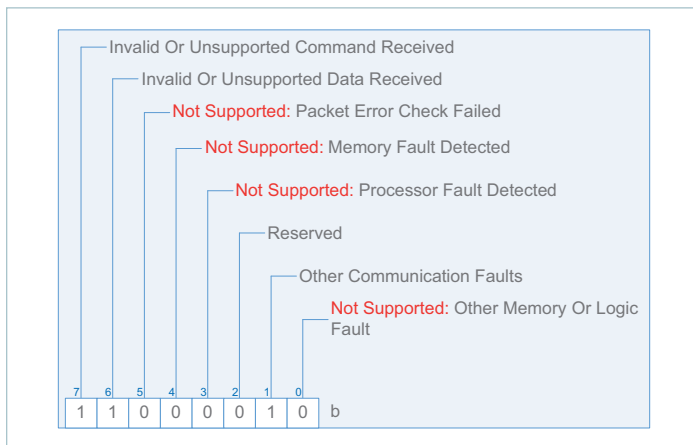 Invalid Or Unsupported Command Received
Invalid Or Unsupported Data Received
Not Supported: Packet Error Check Failed
Not Supported: Memory Fault Detected
Not Supported: Processor Fault Detected
Reserved
Other Communication Faults
Not Supported: Other Memory Or Logic
Fault
7 6 5 4 3 2 1 0
1 1 0 0 0 0 1 0 b